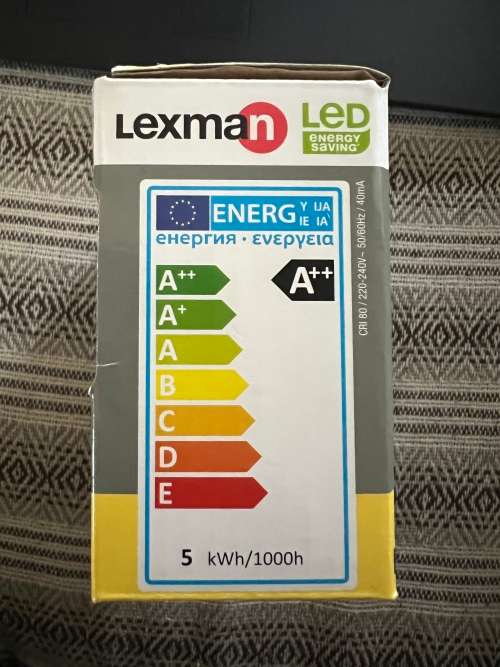 Lexman
LED
ENERGY
SAVING
ENERG Y IJA
IE IA
енергия · ενεργεια
A++
A++
A+
A
B
C
D
E
CRI 80 / 220-240V~ 50/60Hz / 40mA
5 kWh/1000h